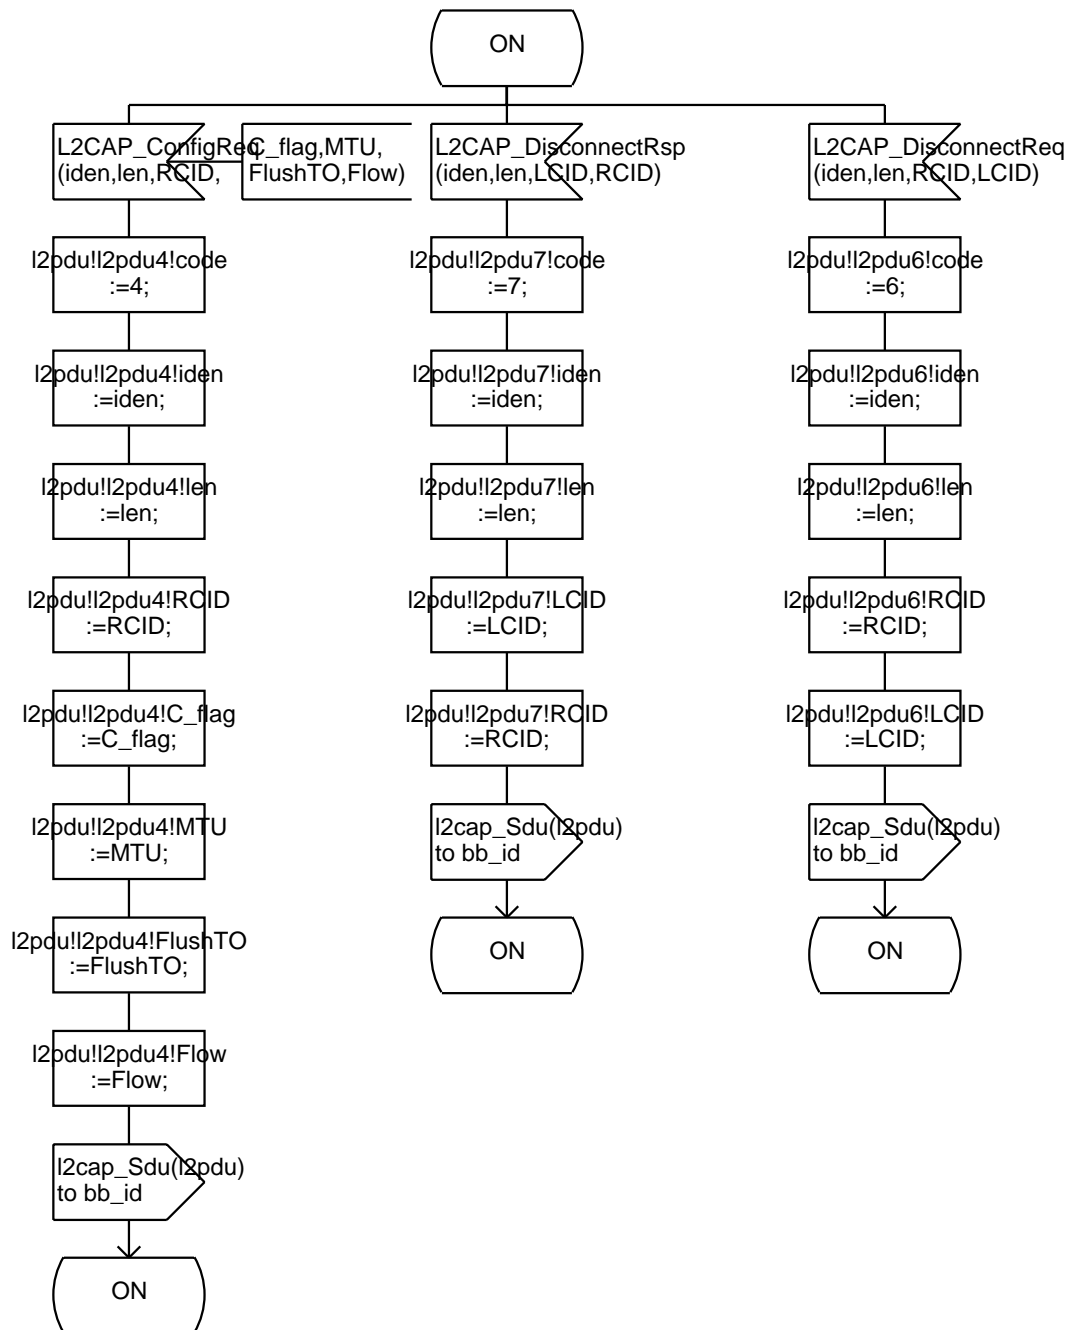 ON
L2CAP_ConfigReq
(iden,len,RCID,
C_flag,MTU,
FlushTO,Flow)
l2pdu!l2pdu4!code
:=4;
l2pdu!l2pdu4!iden
:=iden;
l2pdu!l2pdu4!len
:=len;
l2pdu!l2pdu4!RCID
:=RCID;
l2pdu!l2pdu4!C_flag
:=C_flag;
l2pdu!l2pdu4!MTU
:=MTU;
l2pdu!l2pdu4!FlushTO
:=FlushTO;
l2pdu!l2pdu4!Flow
:=Flow;
l2cap_Sdu(l2pdu)
to bb_id
ON
L2CAP_DisconnectRsp
(iden,len,LCID,RCID)
l2pdu!l2pdu7!code
:=7;
l2pdu!l2pdu7!iden
:=iden;
l2pdu!l2pdu7!len
:=len;
l2pdu!l2pdu7!LCID
:=LCID;
l2pdu!l2pdu7!RCID
:=RCID;
l2cap_Sdu(l2pdu)
to bb_id
ON
L2CAP_DisconnectReq
(iden,len,RCID,LCID)
l2pdu!l2pdu6!code
:=6;
l2pdu!l2pdu6!iden
:=iden;
l2pdu!l2pdu6!len
:=len;
l2pdu!l2pdu6!RCID
:=RCID;
l2pdu!l2pdu6!LCID
:=LCID;
l2cap_Sdu(l2pdu)
to bb_id
ON